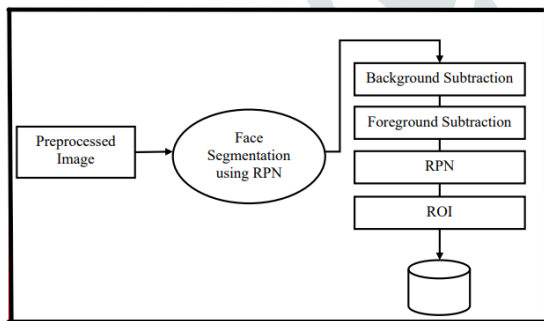 Preprocessed
Image
Face
Segmentation
using RPN
Background Subtraction
Foreground Subtraction
RPN
ROI